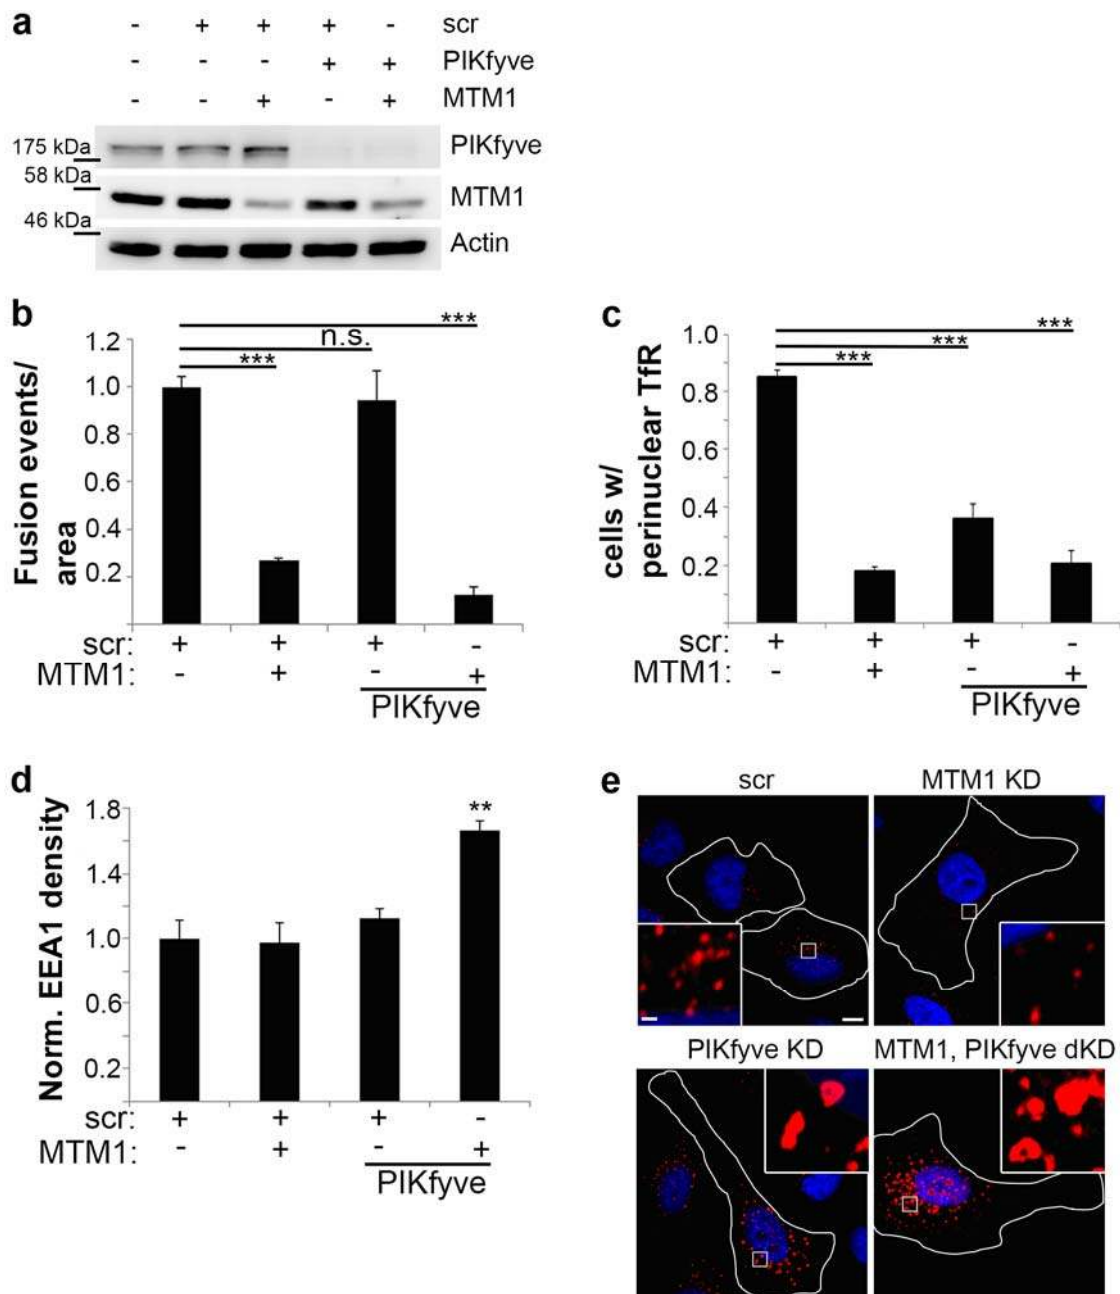 a
- + + + - scr
- - - + + PIKfyve
- - + - + MTM1
175 kDa
PIKfyve
58 kDa
MTM1
46 kDa
Actin
b
Fusion events/
area
1.2
1.0
0.8
0.6
0.4
0.2
***
n.s.
***
scr: + + + -
MTM1: - + - +
PIKfyve
c
cells w/
perinuclear TfR
1.0
0.8
0.4
0.2
***
***
***
scr: + + + -
MTM1: - + - +
PIKfyve
d
Norm. EEA1 density
1.8
1.4
1.0
0.6
0.2
**
scr: + + + -
MTM1: - + - +
PIKfyve
e
scr
MTM1 KD
PIKfyve KD
MTM1, PIKfyve dKD